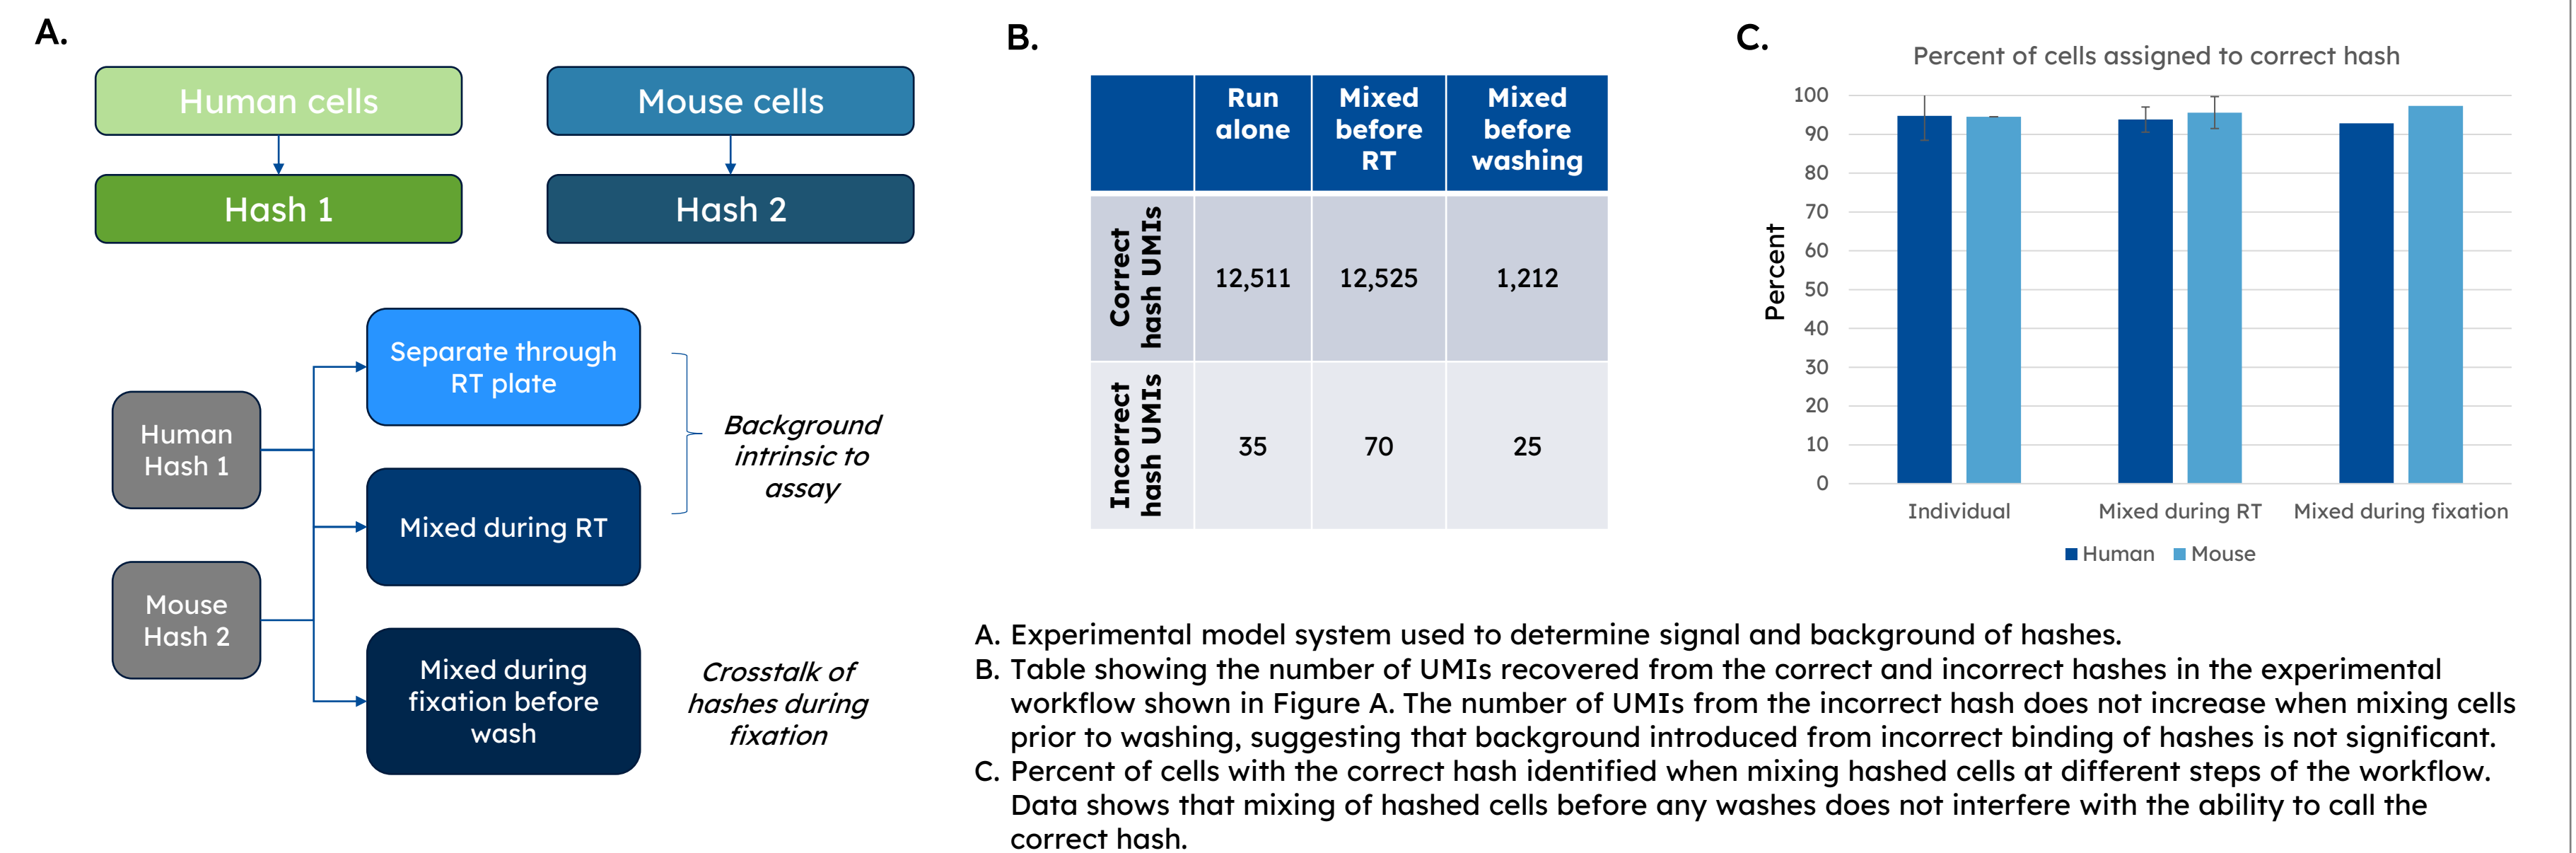 A.
Human cells
Mouse cells
Hash 1
Hash 2
Human
Hash 1
Mouse
Hash 2
Separate through
RT plate
Mixed during RT
Mixed during
fixation before
wash
Background
intrinsic to
assay
Crosstalk of
hashes during
fixation
B.
Run
alone
Mixed
before
RT
Mixed
before
washing
Correct
hash UMIs
12,511
12,525
1,212
Incorrect
hash UMIs
35
70
25
C.
Percent of cells assigned to correct hash
Percent
100
90
80
70
60
50
40
30
20
10
0
Individual
Mixed during RT
Mixed during fixation
Human
Mouse
A. Experimental model system used to determine signal and background of hashes.
B. Table showing the number of UMIs recovered from the correct and incorrect hashes in the experimental
workflow shown in Figure A. The number of UMIs from the incorrect hash does not increase when mixing cells
prior to washing, suggesting that background introduced from incorrect binding of hashes is not significant.
C. Percent of cells with the correct hash identified when mixing hashed cells at different steps of the workflow.
Data shows that mixing of hashed cells before any washes does not interfere with the ability to call the
correct hash.